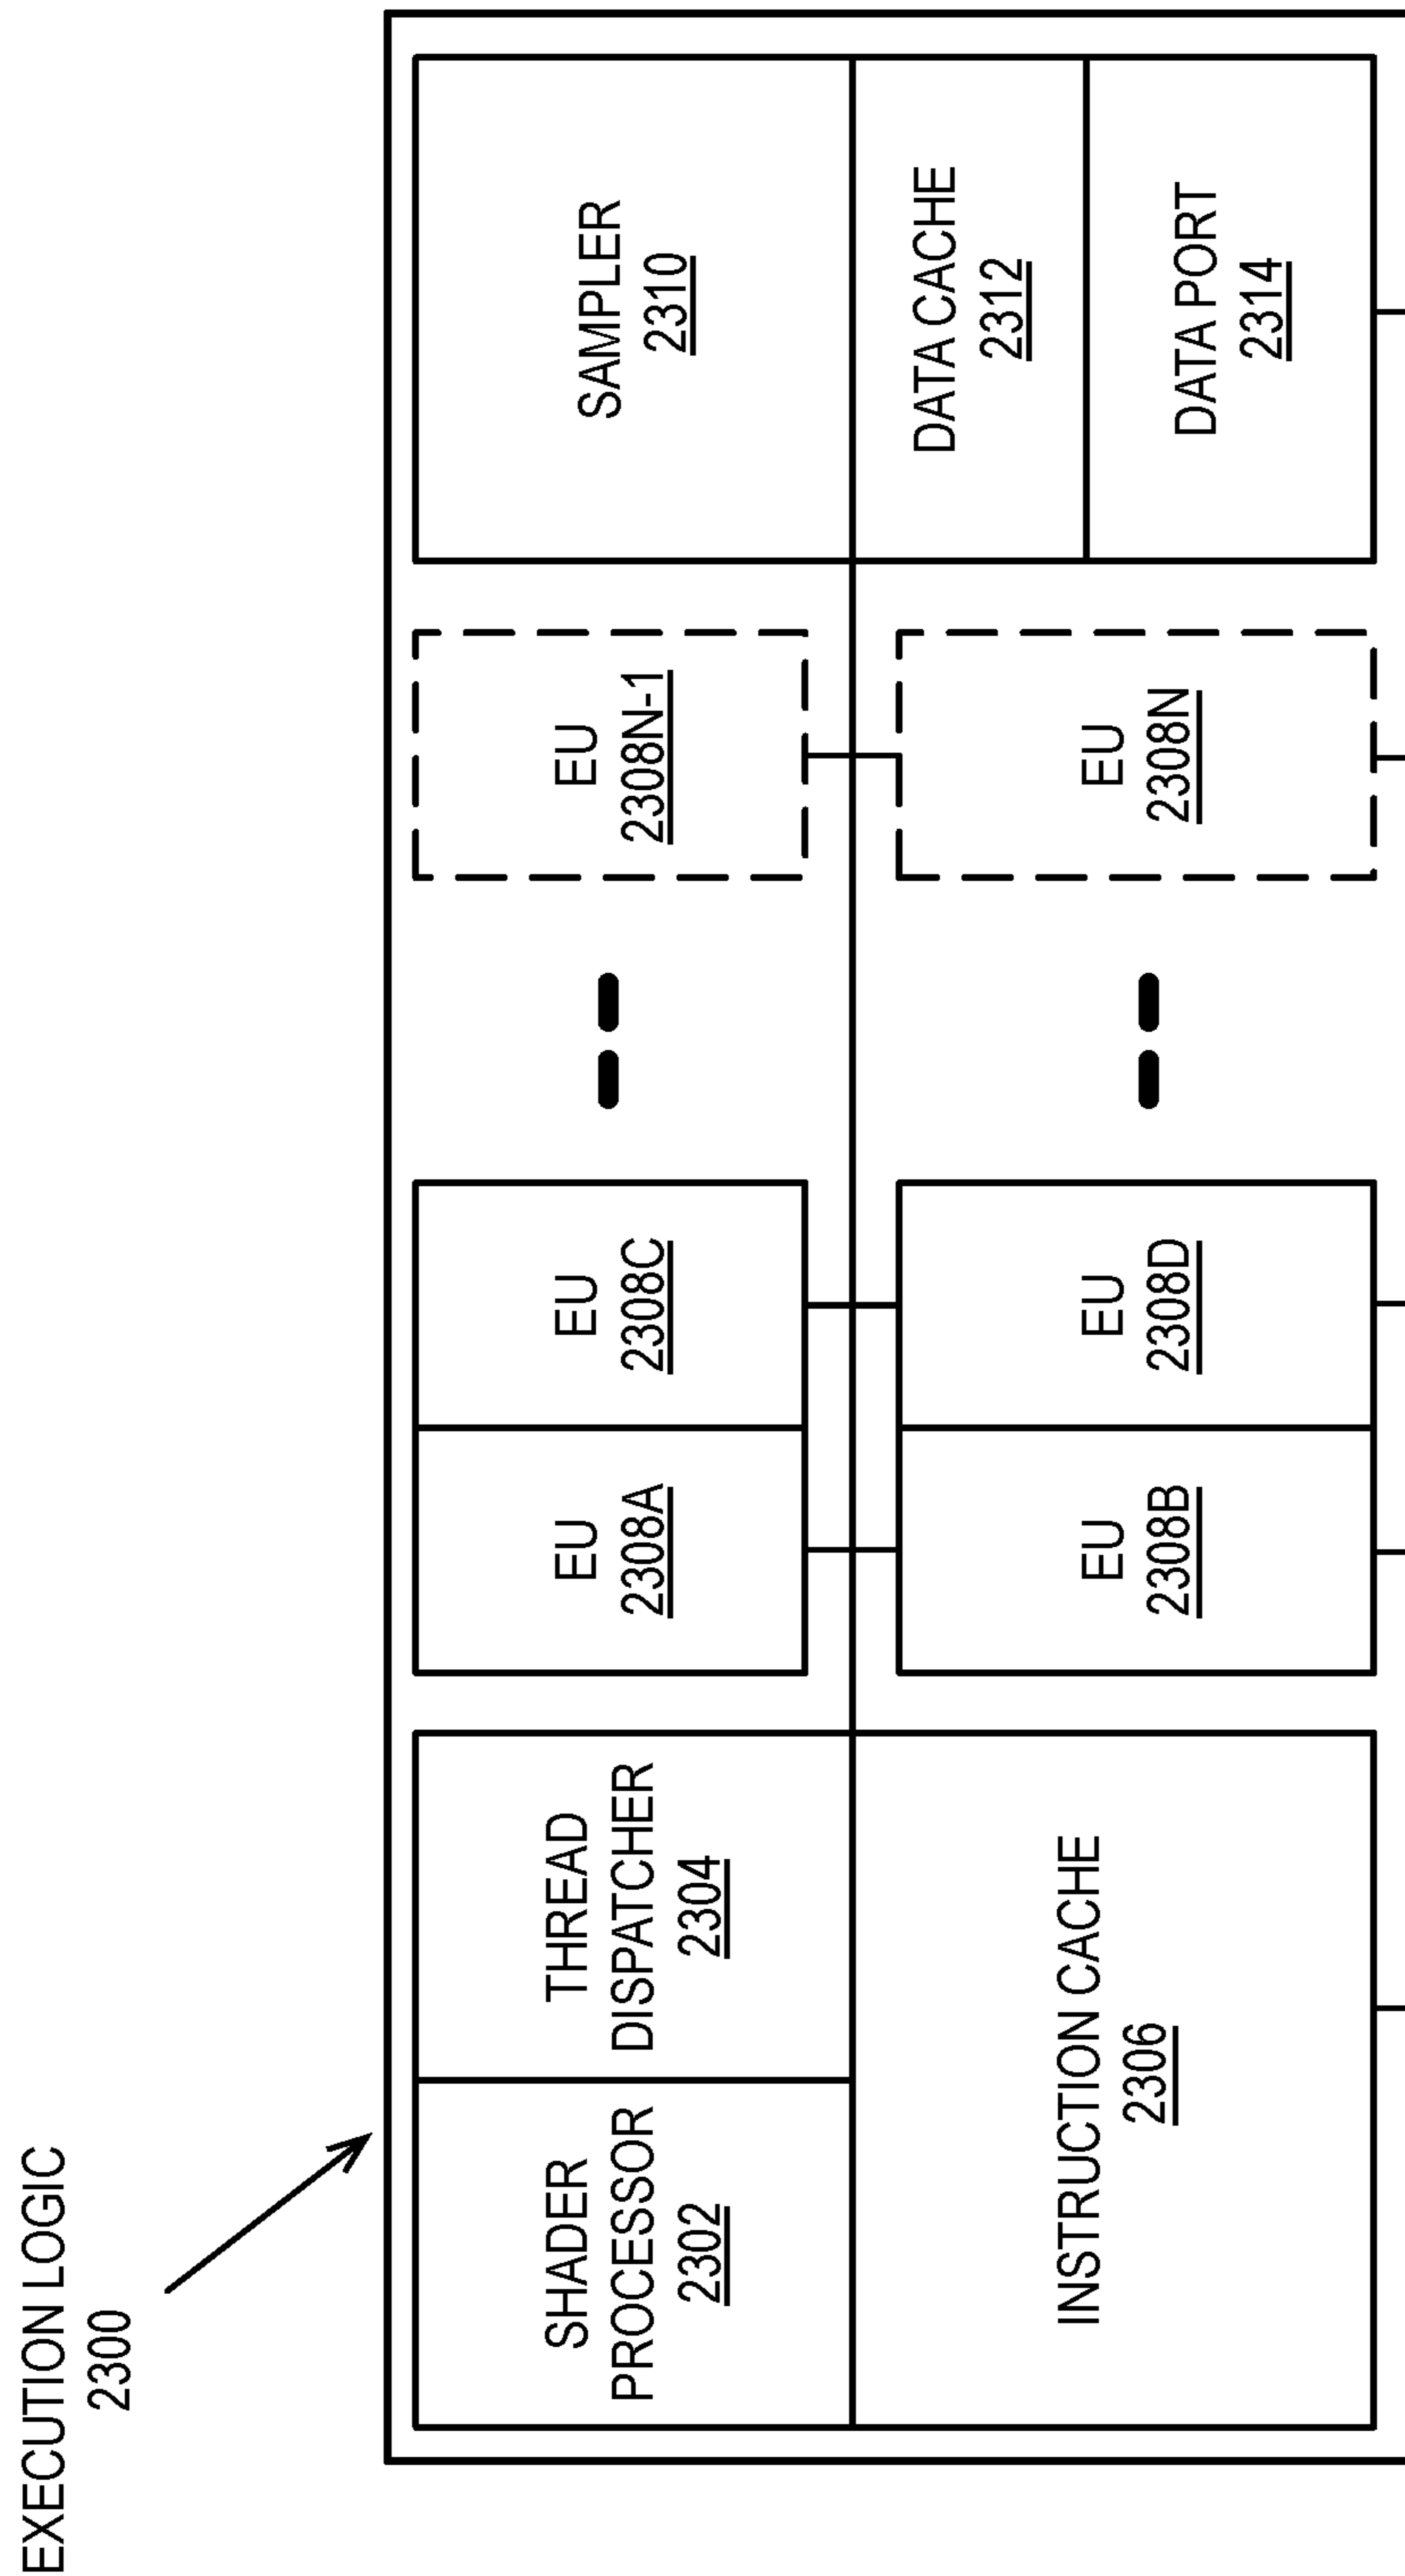 EXECUTION LOGIC
2300
SHADER
PROCESSOR
2302
THREAD
DISPATCHER
2304
INSTRUCTION CACHE
2306
EU
2308A
EU
2308C
EU
2308B
EU
2308D
EU
2308N-1
EU
2308N
SAMPLER
2310
DATA CACHE
2312
DATA PORT
2314